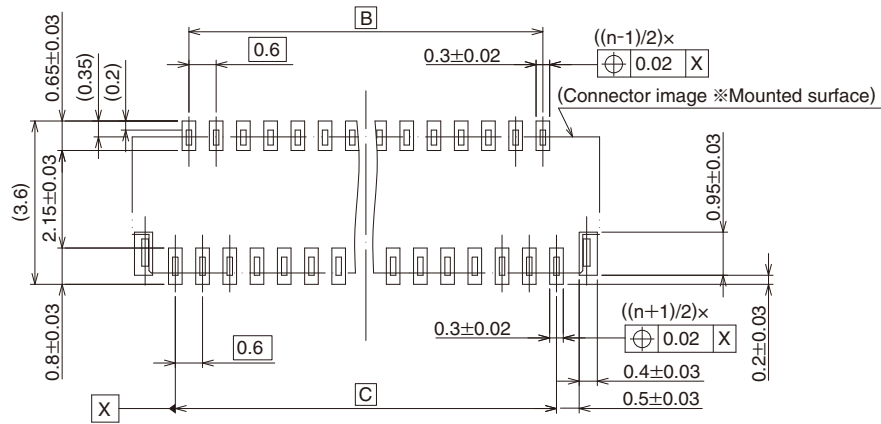 B
((n-1)/2)×
0.6
0.3±0.02
⌖ 0.02 X
0.65±0.03
(0.35)
(0.2)
(Connector image ※Mounted surface)
(3.6)
2.15±0.03
0.95±0.03
0.8±0.03
((n+1)/2)×
0.3±0.02
⌖ 0.02 X
0.6
0.2±0.03
0.4±0.03
X
C
0.5±0.03